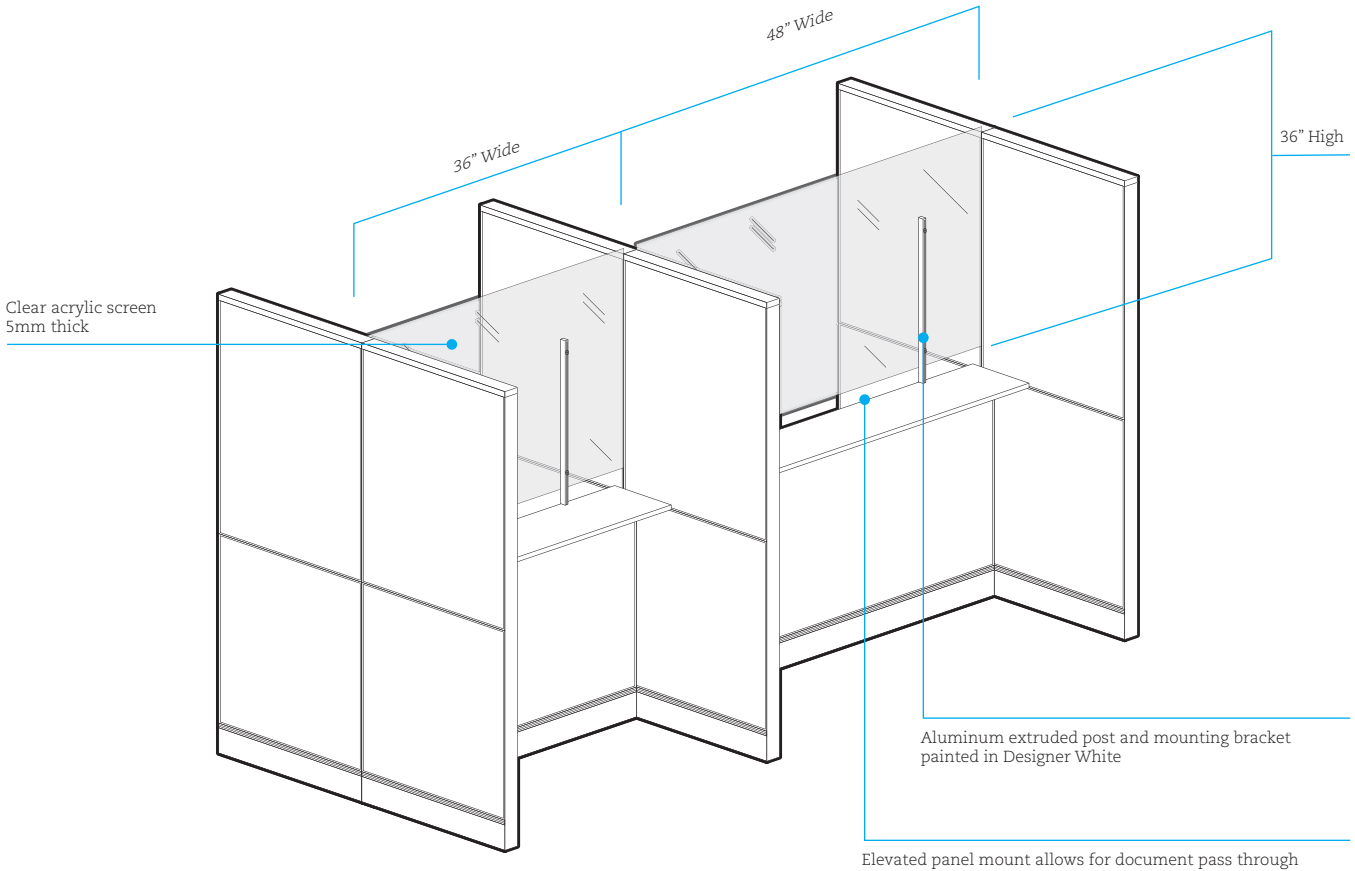 48” Wide
36” Wide
36” High
Clear acrylic screen
5mm thick
Aluminum extruded post and mounting bracket
painted in Designer White
Elevated panel mount allows for document pass through